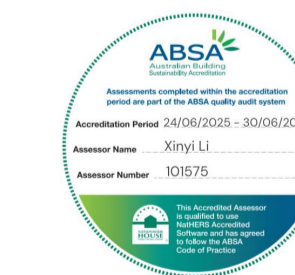 ABSA
Australian Building
Sustainability Accreditation
Assessments completed within the accreditation
period are part of the ABSA quality audit system
Accreditation Period 24/06/2025 - 30/06/20
Assessor Name Xinyi Li
Assessor Number 101575
This Accredited Assessor
is qualified to use
NatHERS Accredited
Software and has agreed
to follow the ABSA
Code of Practice
HOUSE